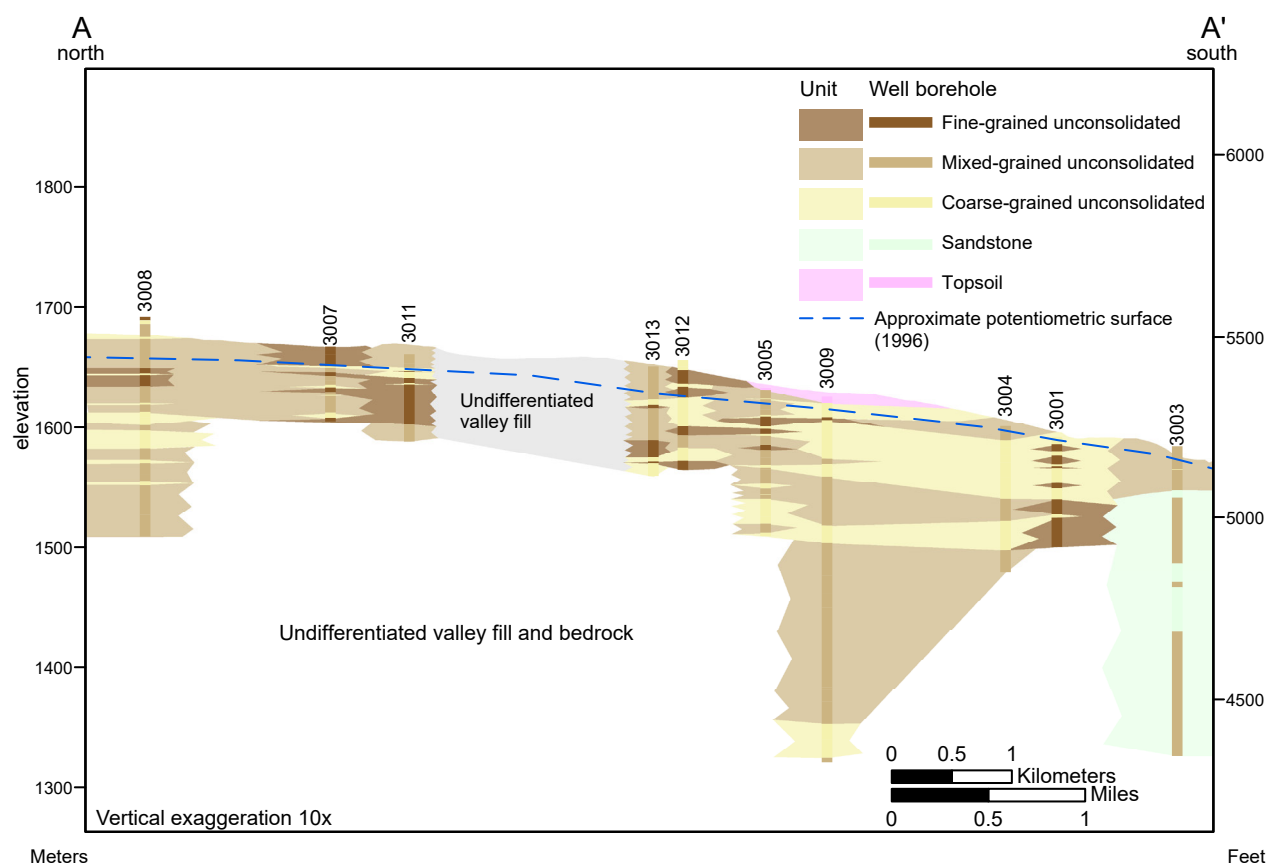 A
north
A'
south
Unit
Well borehole
Fine-grained unconsolidated
Mixed-grained unconsolidated
Coarse-grained unconsolidated
Sandstone
Topsoil
Approximate potentiometric surface
(1996)
elevation
1800
1700
1600
1500
1400
1300
6000
5500
5000
4500
3008
3007
3011
3013
3012
3005
3009
3004
3001
3003
Undifferentiated
valley fill
Undifferentiated valley fill and bedrock
0 0.5 1
Kilometers
Miles
0 0.5 1
Vertical exaggeration 10x
Meters
Feet